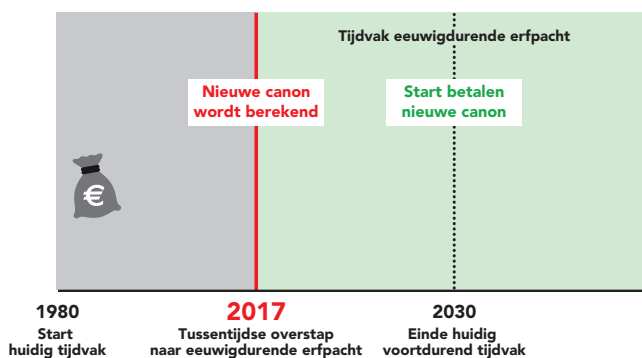 Tijdvak eeuwigdurende erfpacht
Nieuwe canon
wordt berekend
Start betalen
nieuwe canon
€
1980
Start
huidig tijdvak
2017
Tussentijdse overstap
naar eeuwigdurende erfpacht
2030
Einde huidig
voortdurend tijdvak